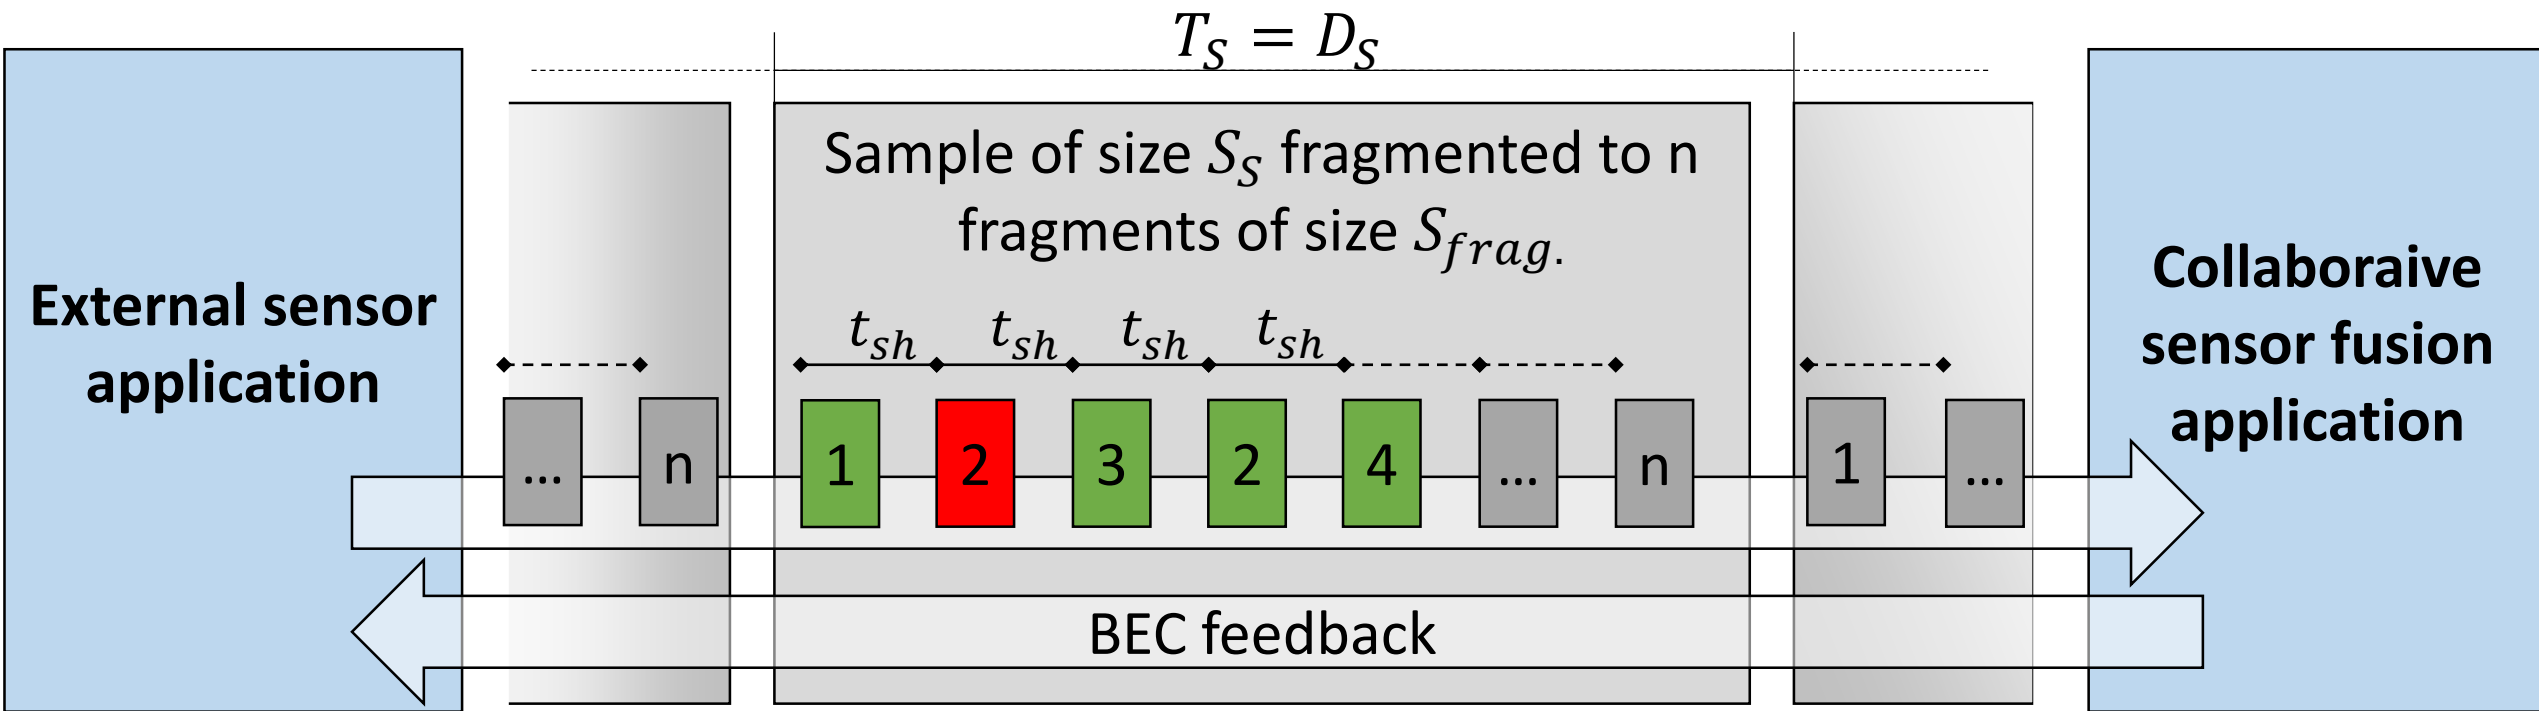 T_S = D_S
External sensor
application
Sample of size S_S fragmented to n
fragments of size S_frag.
t_sh t_sh t_sh t_sh
... n 1 2 3 2 4 ... n 1 ...
BEC feedback
Collaboraive
sensor fusion
application